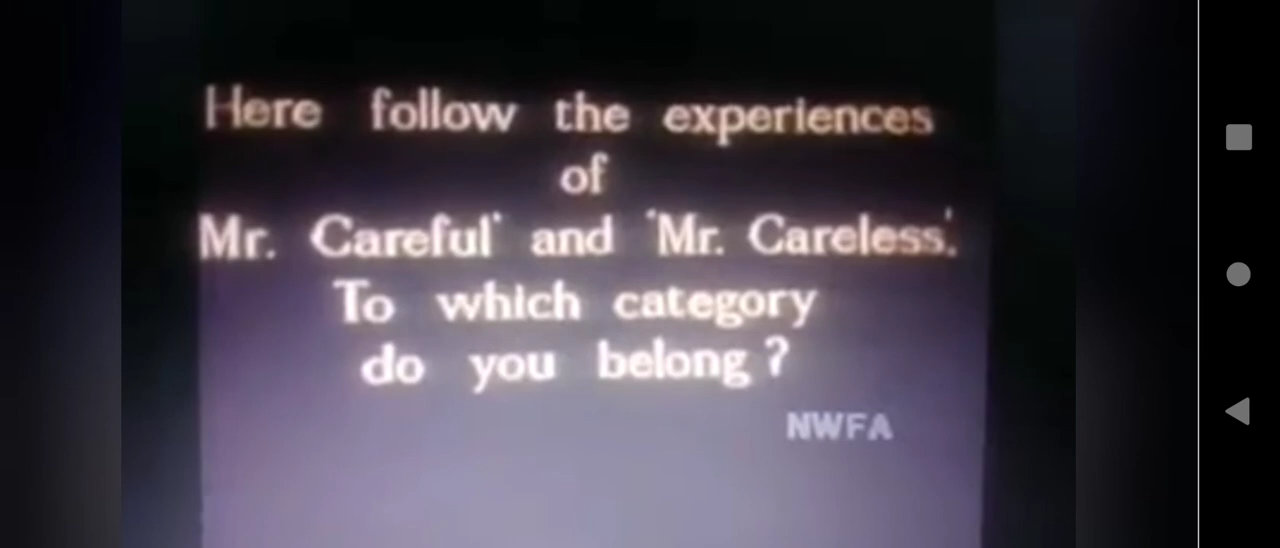 Here follow the experiences
of
Mr. Careful' and 'Mr. Careless'.
To which category
do you belong?
NWFA